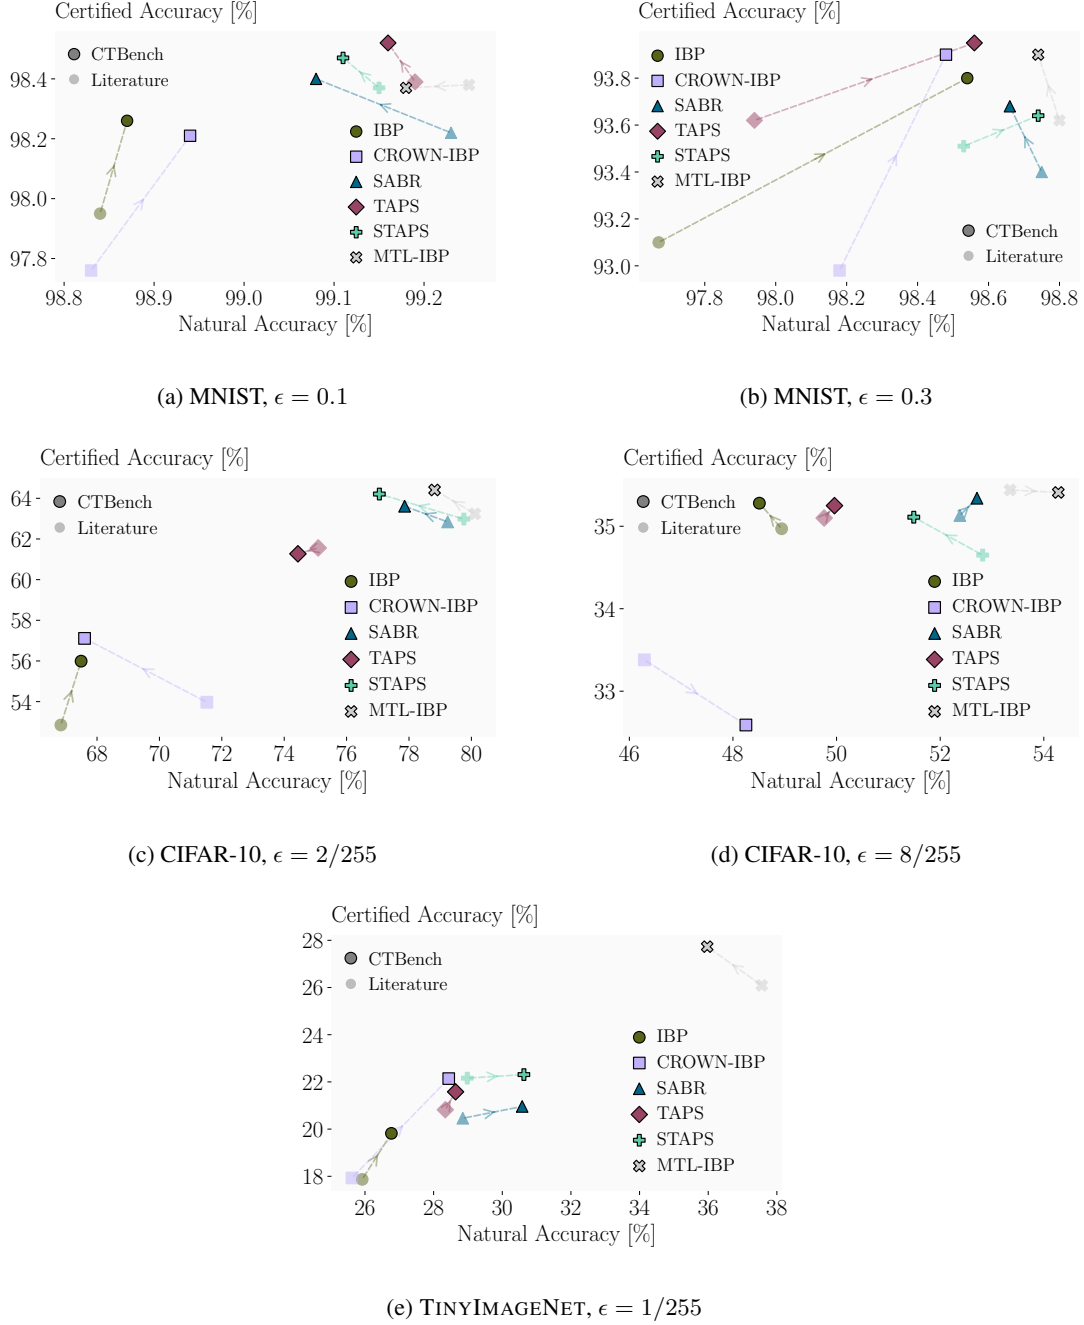 Certified Accuracy [%]
CTBench
Literature
98.4
98.2
98.0
97.8
IBP
CROWN-IBP
SABR
TAPS
STAPS
MTL-IBP
98.8 98.9 99.0 99.1 99.2
Natural Accuracy [%]
(a) MNIST, ϵ = 0.1
Certified Accuracy [%]
IBP
CROWN-IBP
SABR
TAPS
STAPS
MTL-IBP
93.8
93.6
93.4
93.2
93.0
CTBench
Literature
97.8 98.0 98.2 98.4 98.6 98.8
Natural Accuracy [%]
(b) MNIST, ϵ = 0.3
Certified Accuracy [%]
CTBench
Literature
64
62
60
58
56
54
IBP
CROWN-IBP
SABR
TAPS
STAPS
MTL-IBP
68 70 72 74 76 78 80
Natural Accuracy [%]
(c) CIFAR-10, ϵ = 2/255
Certified Accuracy [%]
CTBench
Literature
35
34
33
IBP
CROWN-IBP
SABR
TAPS
STAPS
MTL-IBP
46 48 50 52 54
Natural Accuracy [%]
(d) CIFAR-10, ϵ = 8/255
Certified Accuracy [%]
CTBench
Literature
28
26
24
22
20
18
IBP
CROWN-IBP
SABR
TAPS
STAPS
MTL-IBP
26 28 30 32 34 36 38
Natural Accuracy [%]
(e) TINYIMAGENET, ϵ = 1/255